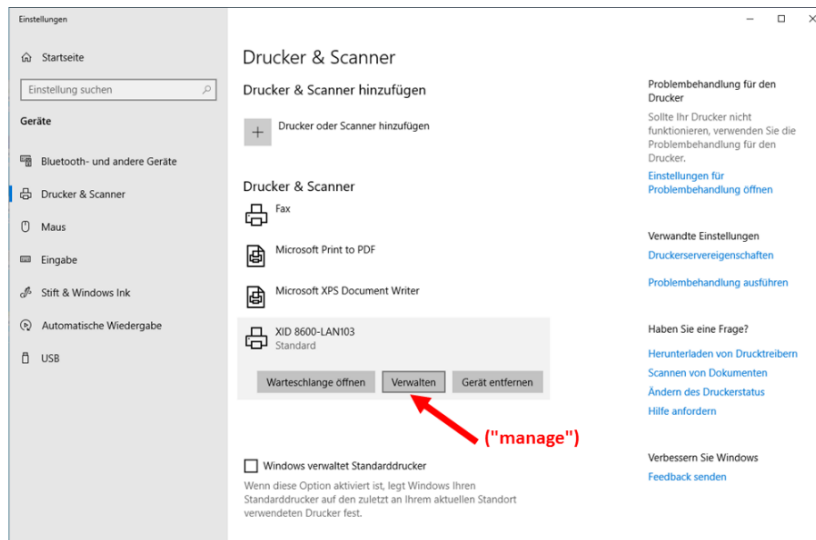 Einstellungen
Startseite
Einstellung suchen
Geräte
Bluetooth- und andere Geräte
Drucker & Scanner
Maus
Eingabe
Stift & Windows Ink
Automatische Wiedergabe
USB
Drucker & Scanner
Drucker & Scanner hinzufügen
Drucker oder Scanner hinzufügen
Drucker & Scanner
Fax
Microsoft Print to PDF
Microsoft XPS Document Writer
XID 8600-LAN103
Standard
Warteschlange öffnen Verwalten Gerät entfernen
("manage")
Windows verwaltet Standarddrucker
Wenn diese Option aktiviert ist, legt Windows Ihren
Standarddrucker auf den zuletzt an Ihrem aktuellen Standort
verwendeten Drucker fest.
Problembehandlung für den
Drucker
Sollte Ihr Drucker nicht
funktionieren, verwenden Sie die
Problembehandlung für den
Drucker.
Einstellungen für
Problembehandlung öffnen
Verwandte Einstellungen
Druckerservereigenschaften
Problembehandlung ausführen
Haben Sie eine Frage?
Herunterladen von Drucktreibern
Scannen von Dokumenten
Ändern des Druckerstatus
Hilfe anfordern
Verbessern Sie Windows
Feedback senden